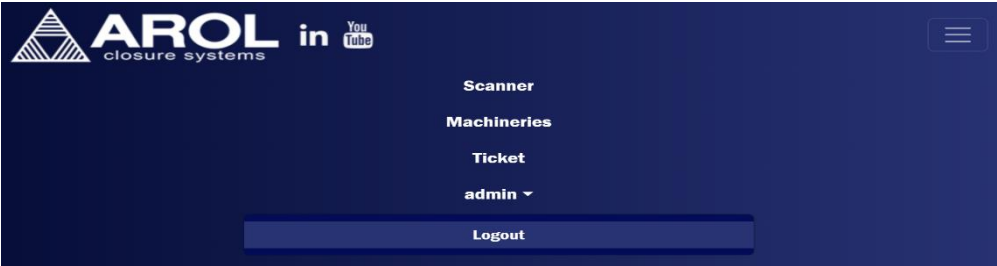 AROL in You Tube
closure systems
Scanner
Machineries
Ticket
admin
Logout